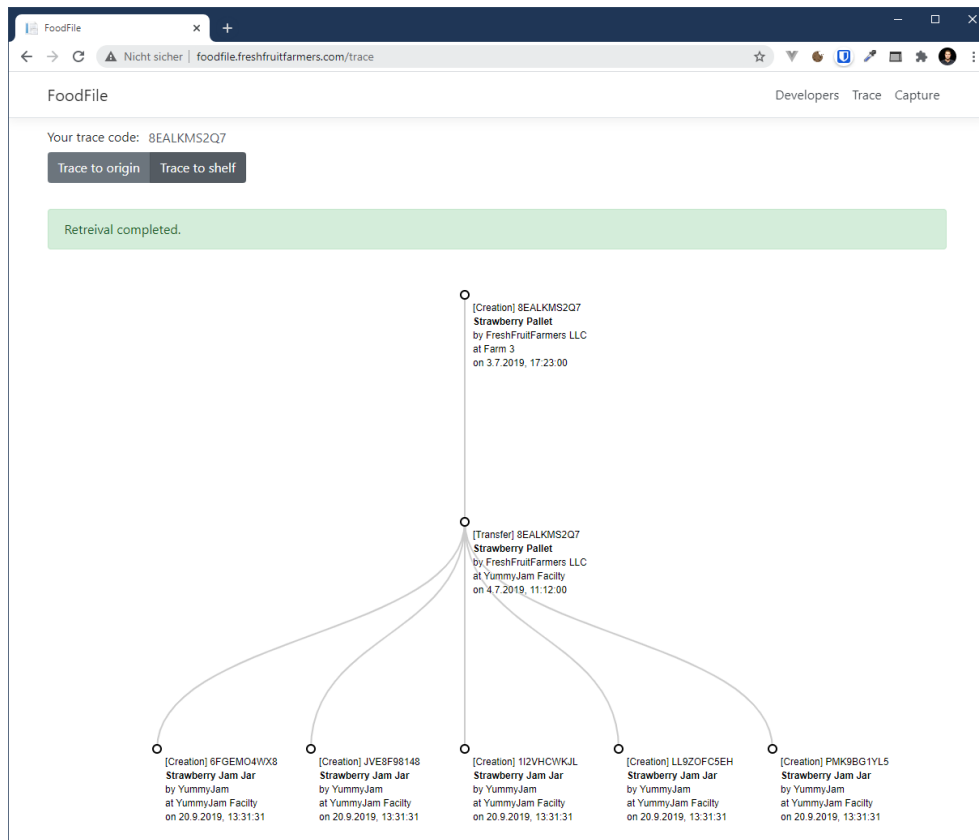 FoodFile
Nicht sicher | foodfile.freshfruitfarmers.com/trace
FoodFile
Developers Trace Capture
Your trace code: 8EALKMS2Q7
Trace to origin Trace to shelf
Retreival completed.
[Creation] 8EALKMS2Q7
Strawberry Pallet
by FreshFruitFarmers LLC
at Farm 3
on 3.7.2019, 17:23:00
[Transfer] 8EALKMS2Q7
Strawberry Pallet
by FreshFruitFarmers LLC
at YummyJam Facilty
on 4.7.2019, 11:12:00
[Creation] 6FGEMO4WX8
Strawberry Jam Jar
by YummyJam
at YummyJam Facilty
on 20.9.2019, 13:31:31
[Creation] JVE8F98148
Strawberry Jam Jar
by YummyJam
at YummyJam Facilty
on 20.9.2019, 13:31:31
[Creation] 1I2VHCWKJL
Strawberry Jam Jar
by YummyJam
at YummyJam Facilty
on 20.9.2019, 13:31:31
[Creation] LL9ZOFC5EH
Strawberry Jam Jar
by YummyJam
at YummyJam Facilty
on 20.9.2019, 13:31:31
[Creation] PMK9BG1YL5
Strawberry Jam Jar
by YummyJam
at YummyJam Facilty
on 20.9.2019, 13:31:31